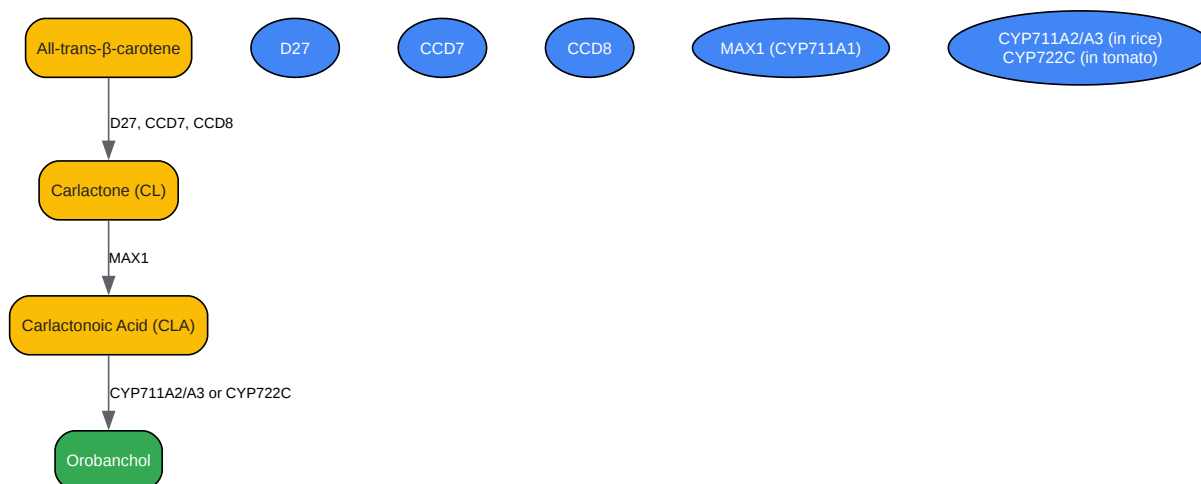 All-trans-β-carotene
D27
CCD7
CCD8
MAX1 (CYP711A1)
CYP711A2/A3 (in rice)
CYP722C (in tomato)
D27, CCD7, CCD8
Carlactone (CL)
MAX1
Carlactonoic Acid (CLA)
CYP711A2/A3 or CYP722C
Orobanchol